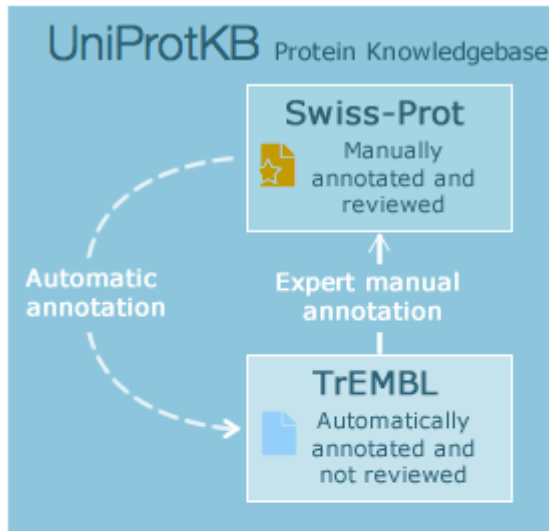 UniProtKB Protein Knowledgebase
Swiss-Prot
Manually
annotated and
reviewed
Automatic
annotation
Expert manual
annotation
TrEMBL
Automatically
annotated and
not reviewed